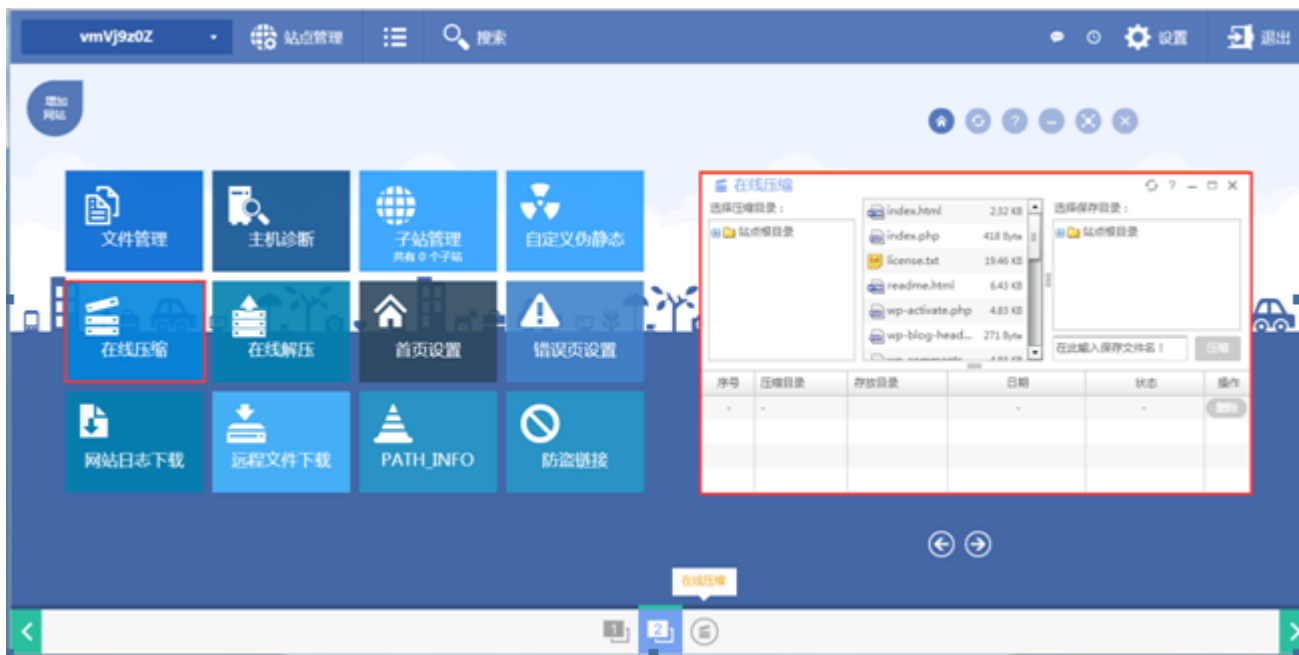 vmVj9z0Z
站点管理
搜索
设置
退出
增加
网站
文件管理
主机诊断
子站管理
共有 0 个子站
自定义伪静态
在线压缩
在线解压
首页设置
错误页设置
网站日志下载
远程文件下载
PATH_INFO
防盗链接
在线压缩
选择压缩目录：
站点根目录
index.html 2.32 KB
index.php 418 Byte
license.txt 19.46 KB
readme.html 6.43 KB
wp-activate.php 4.83 KB
wp-blog-head... 271 Byte
选择保存目录：
站点根目录
在此输入保存文件名！
压缩
序号 压缩目录 存放目录 日期 状态 操作
- - - -
删除
在线压缩
1
2